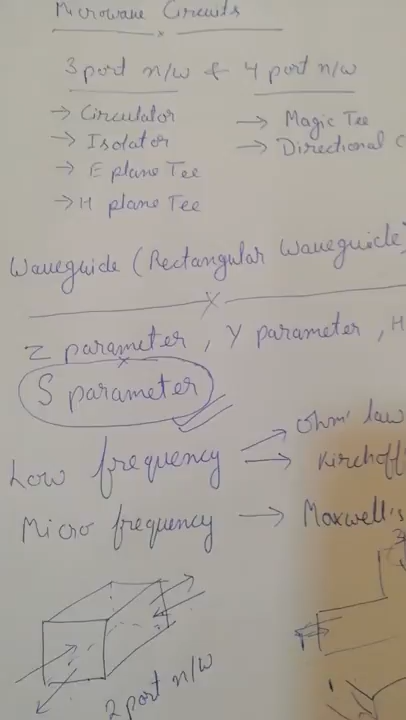 Microwave Circuits
3 port n/w & 4 port n/w
→ Circulator
→ Isolator
→ E plane Tee
→ H plane Tee
→ Magic Tee
→ Directional C
Waveguide (Rectangular Waveguide)
Z parameter, Y parameter, H
S parameter
Low frequency → Ohm' law
→ Kirchoff
Micro frequency → Maxwell's
2 port n/w